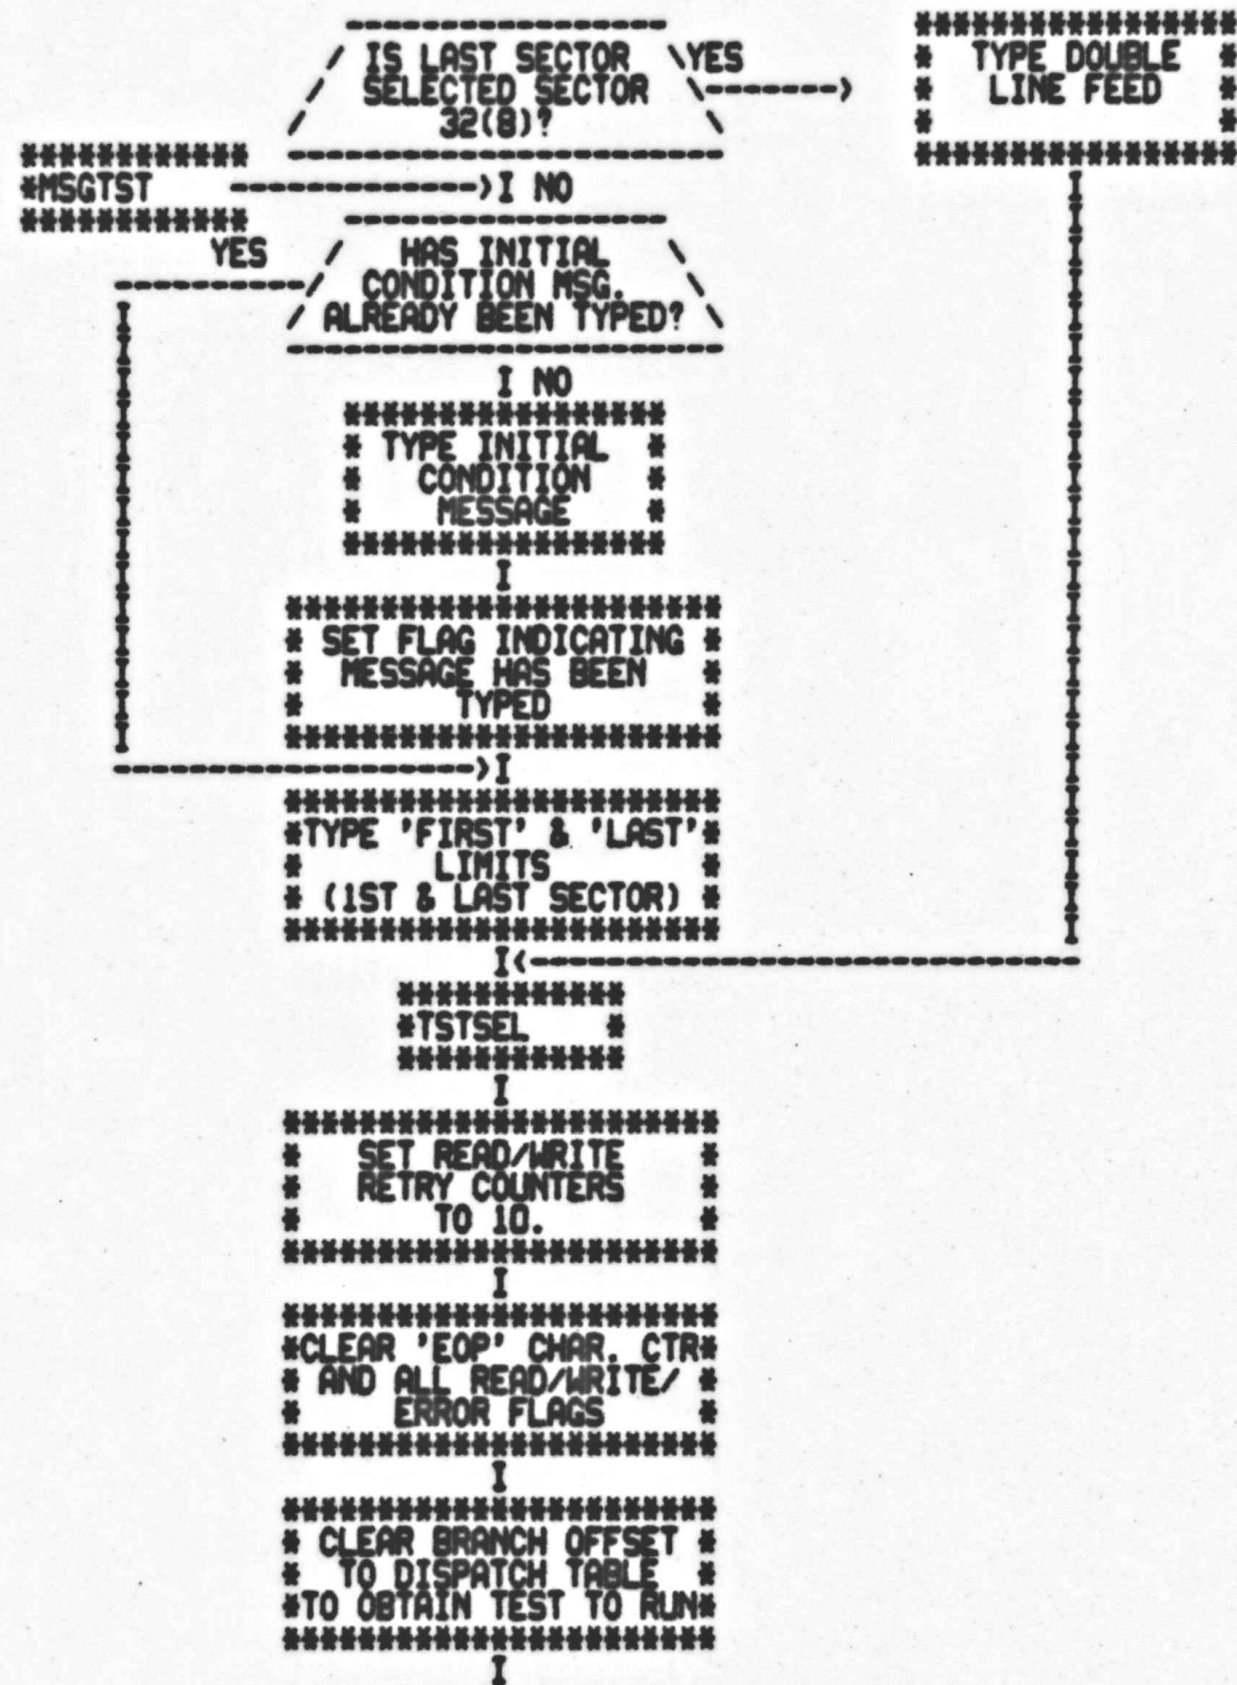 IS LAST SECTOR
SELECTED SECTOR
32(8)?
YES
TYPE DOUBLE
LINE FEED
*MSGTST
NO
YES
HAS INITIAL
CONDITION MSG.
ALREADY BEEN TYPED?
NO
TYPE INITIAL
CONDITION
MESSAGE
SET FLAG INDICATING
MESSAGE HAS BEEN
TYPED
TYPE 'FIRST' & 'LAST'
LIMITS
(1ST & LAST SECTOR)
*TSTSEL *
SET READ/WRITE
RETRY COUNTERS
TO 10.
CLEAR 'EOP' CHAR. CTR
AND ALL READ/WRITE/
ERROR FLAGS
CLEAR BRANCH OFFSET
TO DISPATCH TABLE
TO OBTAIN TEST TO RUN